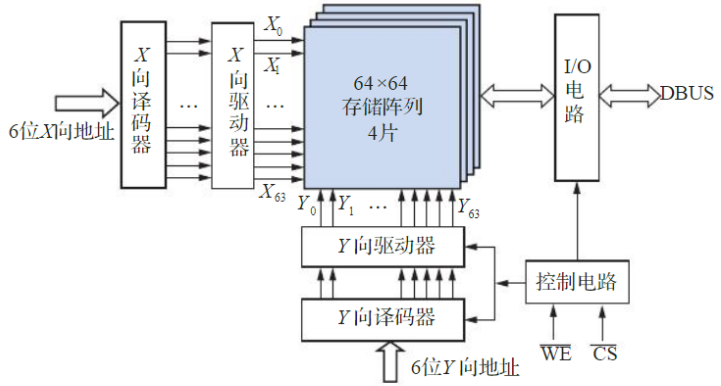 X
向
译
码
器
X
向
驱
动
器
X₀
X₁
…
…
X₆₃
64×64
存储阵列
4片
I/O
电
路
DBUS
6位X向地址
Y₀ Y₁ … Y₆₃
Y向驱动器
Y向译码器
控制电路
W̅E̅ C̅S̅
6位Y向地址